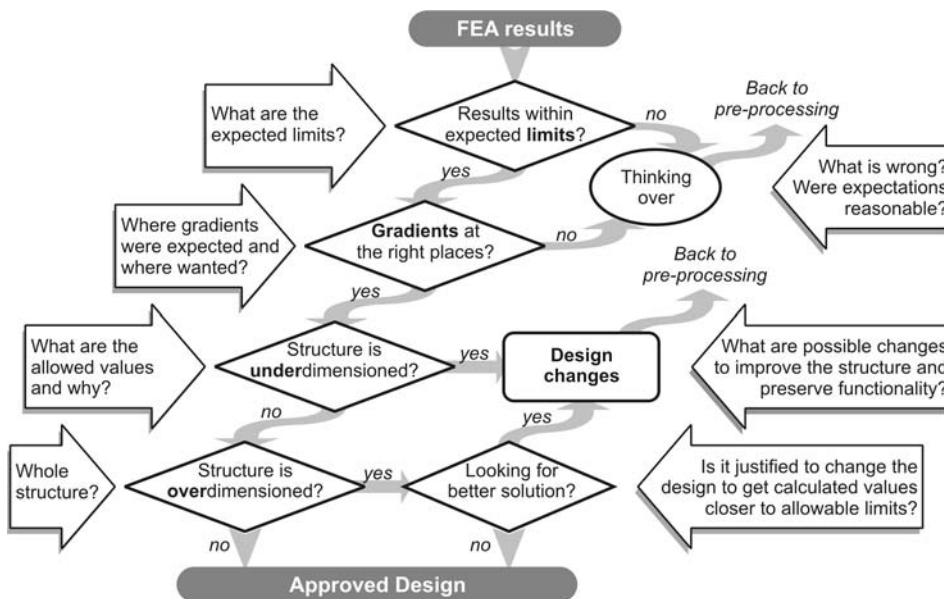 FEA results
What are the
expected limits?
Results within
expected limits?
no
Back to
pre-processing
yes
Thinking
over
What is wrong?
Were expectations
reasonable?
Where gradients
were expected and
where wanted?
Gradients at
the right places?
no
Back to
pre-processing
yes
What are the
allowed values
and why?
Structure is
underdimensioned?
yes
Design
changes
What are possible changes
to improve the structure and
preserve functionality?
no
yes
Whole
structure?
Structure is
overdimensioned?
yes
Looking for
better solution?
Is it justified to change the
design to get calculated values
closer to allowable limits?
no
no
Approved Design